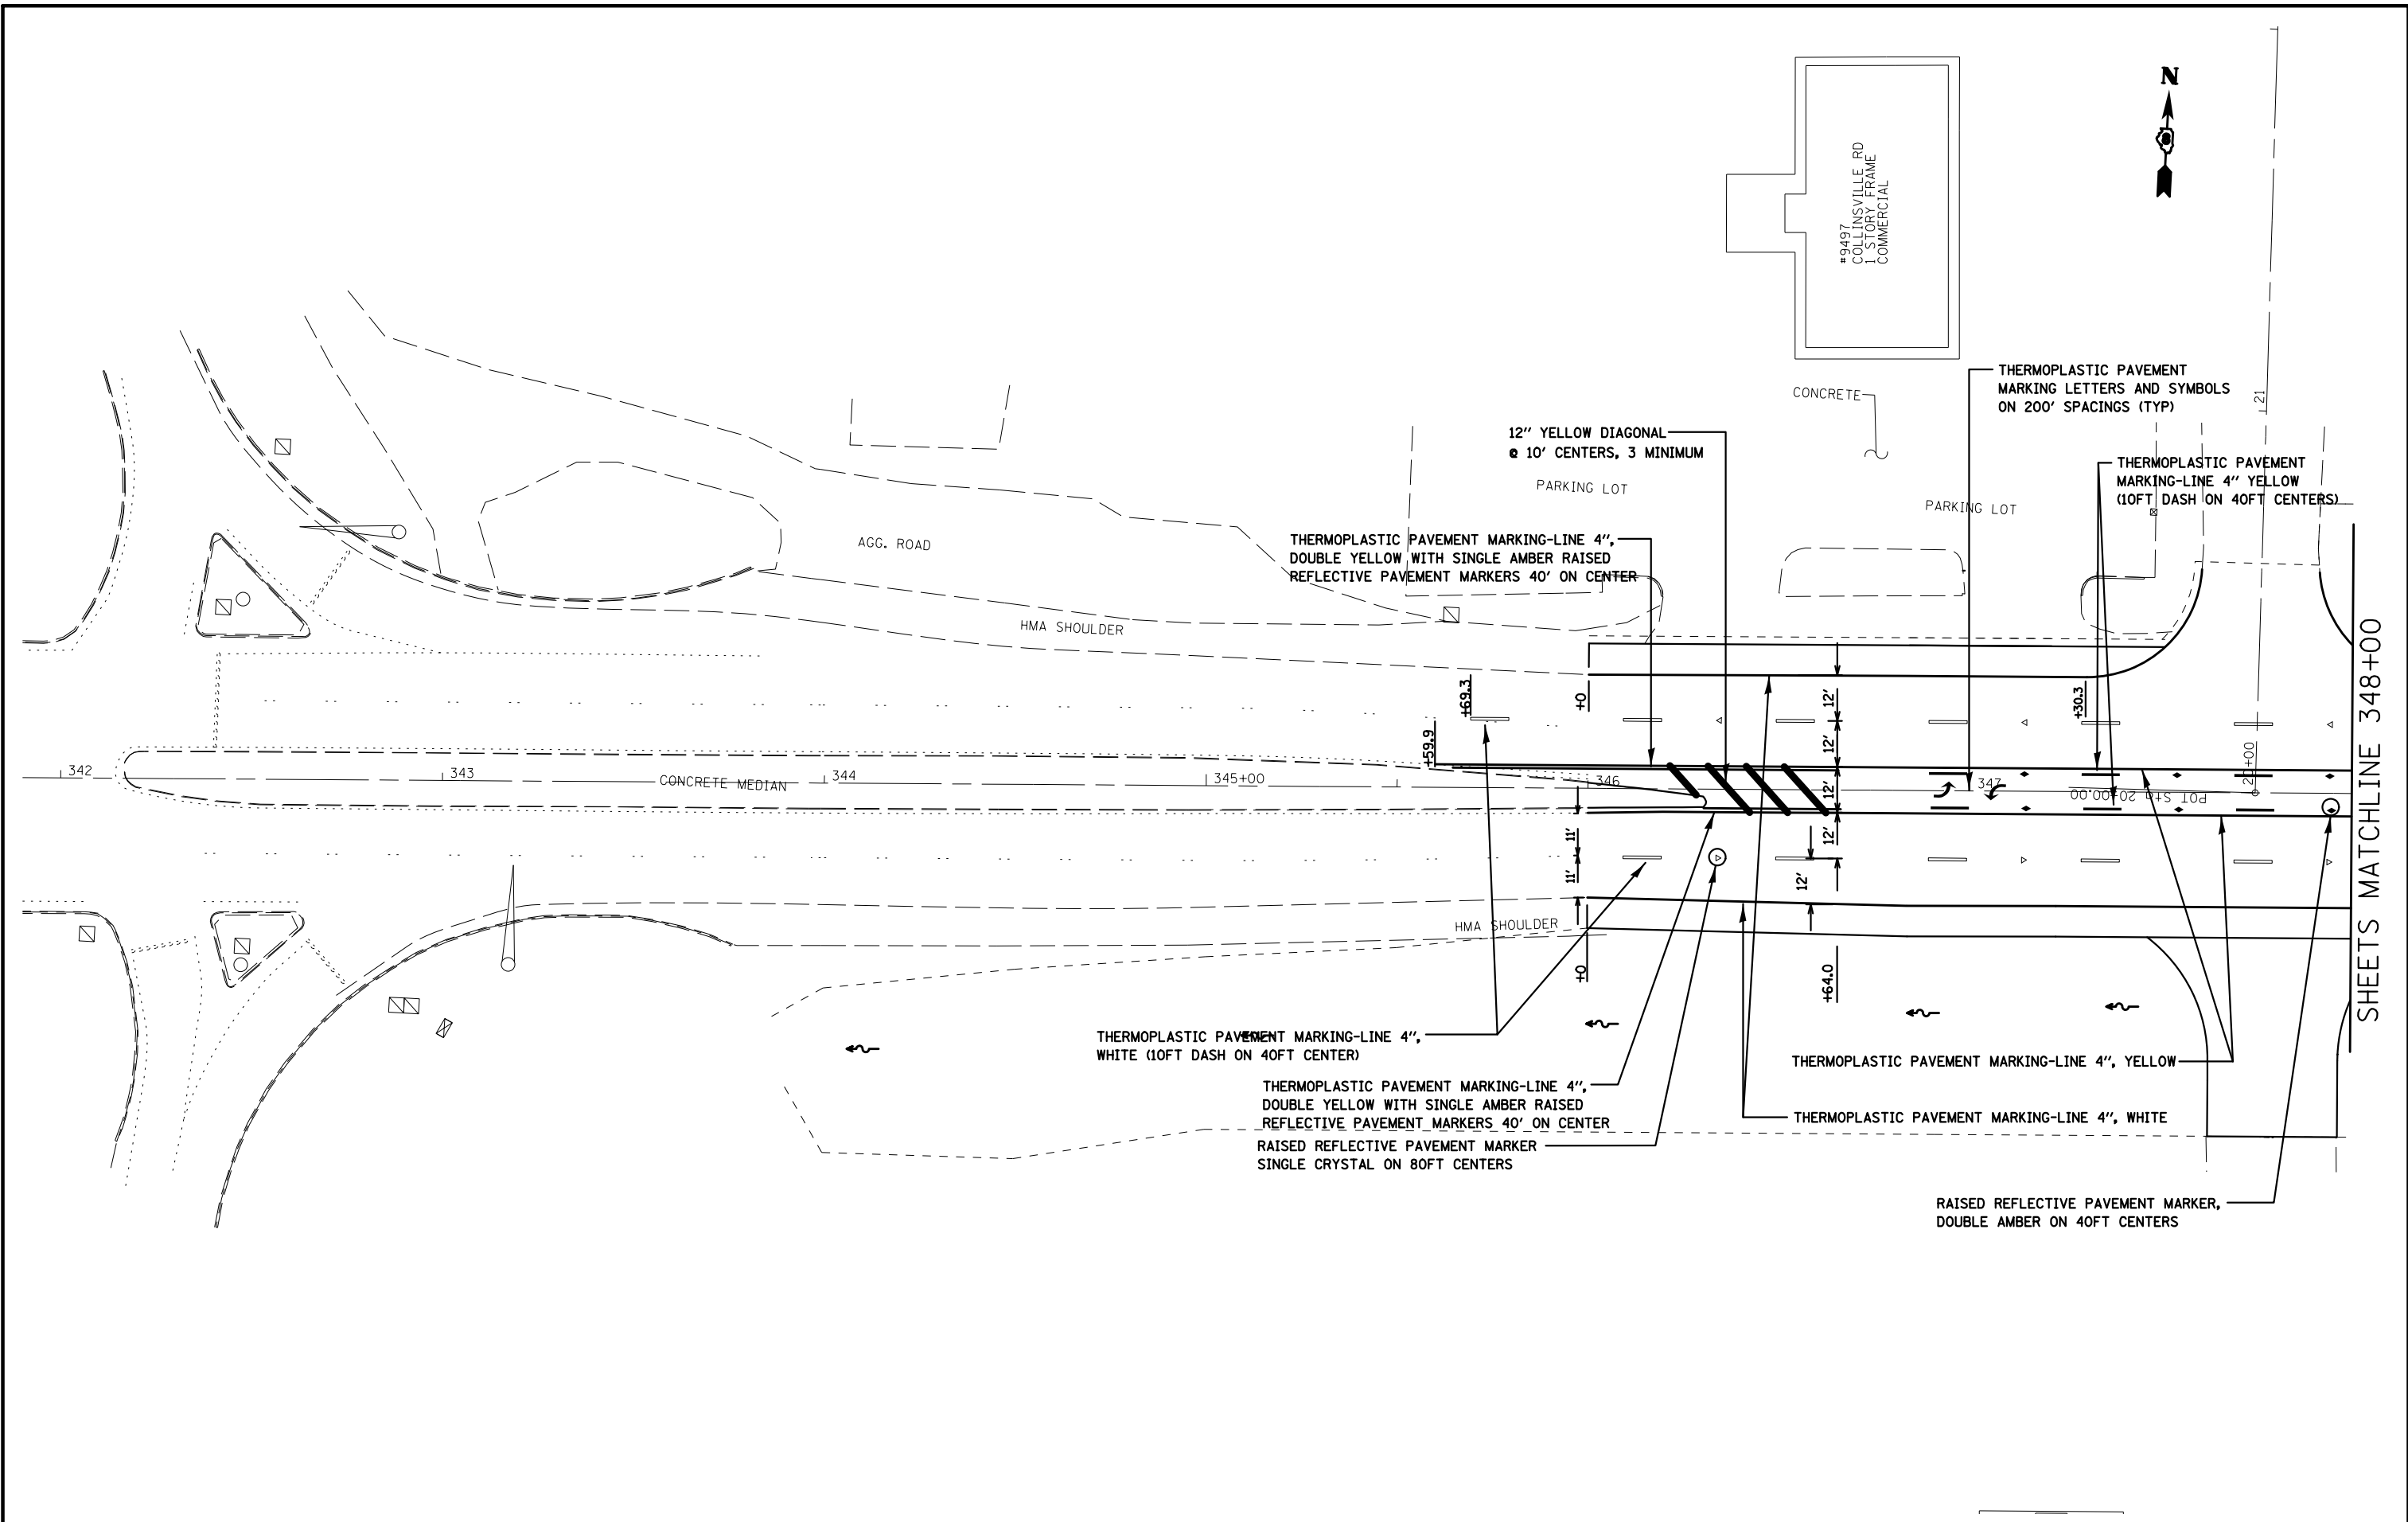 N
#9497
COLLINSVILLE RD
1 STORY FRAME
COMMERCIAL
THERMOPLASTIC PAVEMENT
MARKING LETTERS AND SYMBOLS
ON 200' SPACINGS (TYP)
CONCRETE
21
12" YELLOW DIAGONAL
@ 10' CENTERS, 3 MINIMUM
THERMOPLASTIC PAVEMENT
MARKING-LINE 4" YELLOW
(10FT DASH ON 40FT CENTERS)
PARKING LOT
PARKING LOT
THERMOPLASTIC PAVEMENT MARKING-LINE 4",
DOUBLE YELLOW WITH SINGLE AMBER RAISED
REFLECTIVE PAVEMENT MARKERS 40' ON CENTER
AGG. ROAD
HMA SHOULDER
SHEETS MATCHLINE 348+00
+69.3
+0
12'
+30.3
+59.9
12'
20+00
342
343
CONCRETE MEDIAN
344
345+00
346
12'
347
POT Sta 20+00.00
11'
12'
11'
12'
HMA SHOULDER
+0
+64.0
THERMOPLASTIC PAVEMENT MARKING-LINE 4",
WHITE (10FT DASH ON 40FT CENTER)
THERMOPLASTIC PAVEMENT MARKING-LINE 4", YELLOW
THERMOPLASTIC PAVEMENT MARKING-LINE 4",
DOUBLE YELLOW WITH SINGLE AMBER RAISED
REFLECTIVE PAVEMENT MARKERS 40' ON CENTER
THERMOPLASTIC PAVEMENT MARKING-LINE 4", WHITE
RAISED REFLECTIVE PAVEMENT MARKER
SINGLE CRYSTAL ON 80FT CENTERS
RAISED REFLECTIVE PAVEMENT MARKER,
DOUBLE AMBER ON 40FT CENTERS